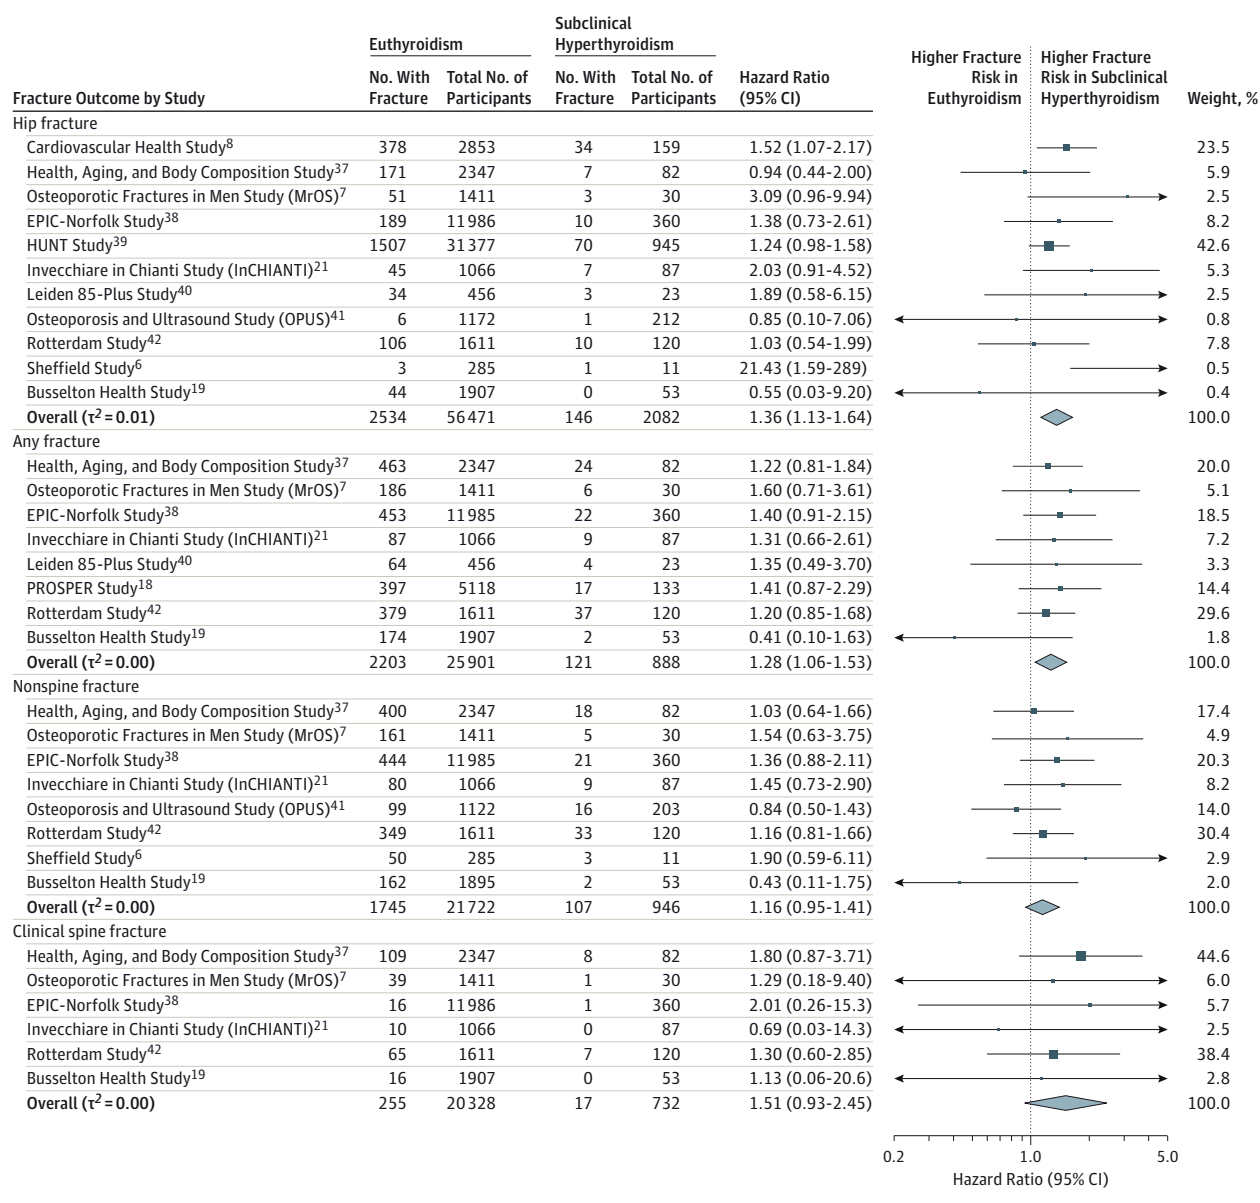 Subclinical
Euthyroidism Hyperthyroidism
Higher Fracture Risk in Euthyroidism Higher Fracture Risk in Subclinical Hyperthyroidism
Fracture Outcome by Study No. With Fracture Total No. of Participants No. With Fracture Total No. of Participants Hazard Ratio (95% CI) Weight, %
Hip fracture
Cardiovascular Health Study8 378 2853 34 159 1.52 (1.07-2.17) 23.5
Health, Aging, and Body Composition Study37 171 2347 7 82 0.94 (0.44-2.00) 5.9
Osteoporotic Fractures in Men Study (MrOS)7 51 1411 3 30 3.09 (0.96-9.94) 2.5
EPIC-Norfolk Study38 189 11986 10 360 1.38 (0.73-2.61) 8.2
HUNT Study39 1507 31377 70 945 1.24 (0.98-1.58) 42.6
Invecchiare in Chianti Study (InCHIANTI)21 45 1066 7 87 2.03 (0.91-4.52) 5.3
Leiden 85-Plus Study40 34 456 3 23 1.89 (0.58-6.15) 2.5
Osteoporosis and Ultrasound Study (OPUS)41 6 1172 1 212 0.85 (0.10-7.06) 0.8
Rotterdam Study42 106 1611 10 120 1.03 (0.54-1.99) 7.8
Sheffield Study6 3 285 1 11 21.43 (1.59-289) 0.5
Busselton Health Study19 44 1907 0 53 0.55 (0.03-9.20) 0.4
Overall (τ2 = 0.01) 2534 56471 146 2082 1.36 (1.13-1.64) 100.0
Any fracture
Health, Aging, and Body Composition Study37 463 2347 24 82 1.22 (0.81-1.84) 20.0
Osteoporotic Fractures in Men Study (MrOS)7 186 1411 6 30 1.60 (0.71-3.61) 5.1
EPIC-Norfolk Study38 453 11985 22 360 1.40 (0.91-2.15) 18.5
Invecchiare in Chianti Study (InCHIANTI)21 87 1066 9 87 1.31 (0.66-2.61) 7.2
Leiden 85-Plus Study40 64 456 4 23 1.35 (0.49-3.70) 3.3
PROSPER Study18 397 5118 17 133 1.41 (0.87-2.29) 14.4
Rotterdam Study42 379 1611 37 120 1.20 (0.85-1.68) 29.6
Busselton Health Study19 174 1907 2 53 0.41 (0.10-1.63) 1.8
Overall (τ2 = 0.00) 2203 25901 121 888 1.28 (1.06-1.53) 100.0
Nonspine fracture
Health, Aging, and Body Composition Study37 400 2347 18 82 1.03 (0.64-1.66) 17.4
Osteoporotic Fractures in Men Study (MrOS)7 161 1411 5 30 1.54 (0.63-3.75) 4.9
EPIC-Norfolk Study38 444 11985 21 360 1.36 (0.88-2.11) 20.3
Invecchiare in Chianti Study (InCHIANTI)21 80 1066 9 87 1.45 (0.73-2.90) 8.2
Osteoporosis and Ultrasound Study (OPUS)41 99 1122 16 203 0.84 (0.50-1.43) 14.0
Rotterdam Study42 349 1611 33 120 1.16 (0.81-1.66) 30.4
Sheffield Study6 50 285 3 11 1.90 (0.59-6.11) 2.9
Busselton Health Study19 162 1895 2 53 0.43 (0.11-1.75) 2.0
Overall (τ2 = 0.00) 1745 21722 107 946 1.16 (0.95-1.41) 100.0
Clinical spine fracture
Health, Aging, and Body Composition Study37 109 2347 8 82 1.80 (0.87-3.71) 44.6
Osteoporotic Fractures in Men Study (MrOS)7 39 1411 1 30 1.29 (0.18-9.40) 6.0
EPIC-Norfolk Study38 16 11986 1 360 2.01 (0.26-15.3) 5.7
Invecchiare in Chianti Study (InCHIANTI)21 10 1066 0 87 0.69 (0.03-14.3) 2.5
Rotterdam Study42 65 1611 7 120 1.30 (0.60-2.85) 38.4
Busselton Health Study19 16 1907 0 53 1.13 (0.06-20.6) 2.8
Overall (τ2 = 0.00) 255 20328 17 732 1.51 (0.93-2.45) 100.0
0.2 1.0 5.0
Hazard Ratio (95% CI)